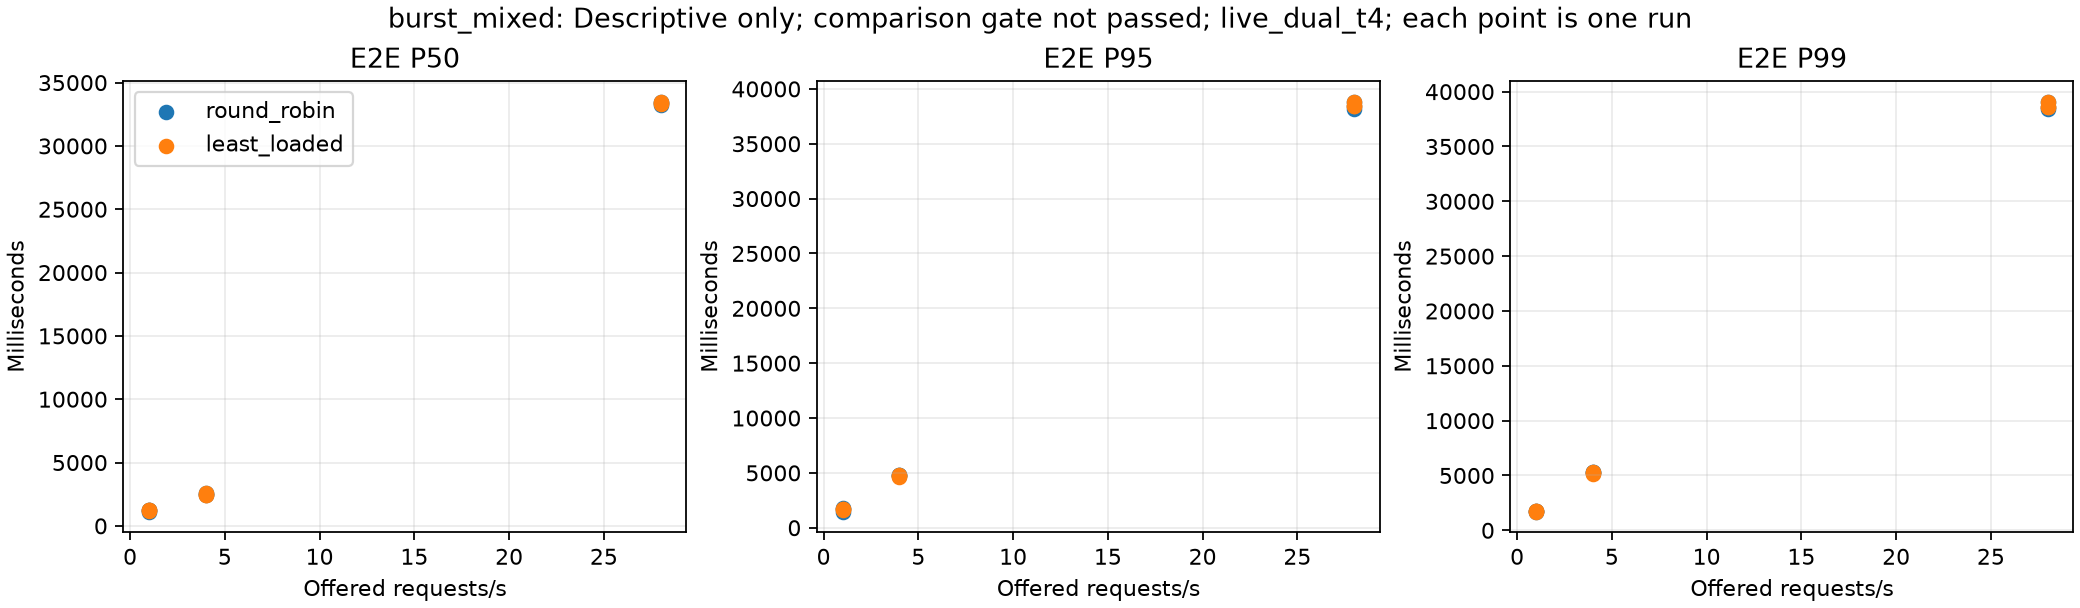 burst_mixed: Descriptive only; comparison gate not passed; live_dual_t4; each point is one run
E2E P50
35000
30000
25000
20000
15000
10000
5000
0
Milliseconds
round_robin
least_loaded
0 5 10 15 20 25
Offered requests/s
E2E P95
40000
35000
30000
25000
20000
15000
10000
5000
0
Milliseconds
0 5 10 15 20 25
Offered requests/s
E2E P99
40000
35000
30000
25000
20000
15000
10000
5000
0
Milliseconds
0 5 10 15 20 25
Offered requests/s